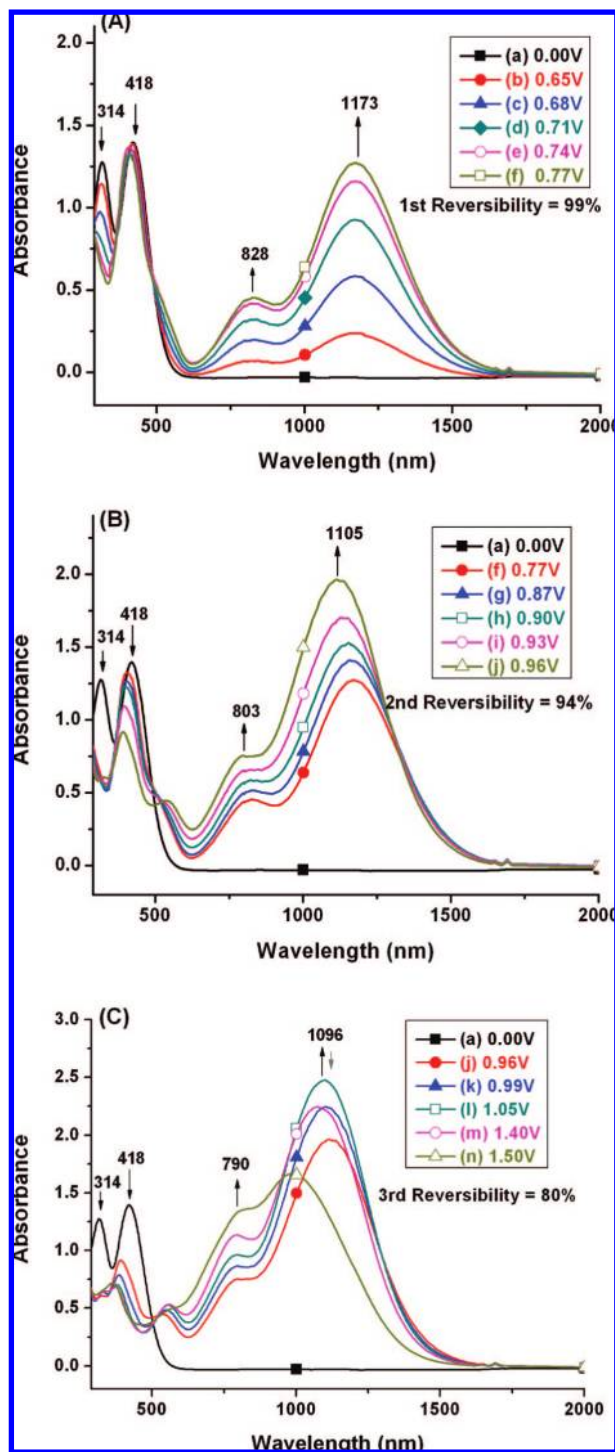 (A)
2.0
1.5
1.0
0.5
0.0
314
418
828
1173
(a) 0.00V
(b) 0.65V
(c) 0.68V
(d) 0.71V
(e) 0.74V
(f) 0.77V
1st Reversibility = 99%
Absorbance
500 1000 1500 2000
Wavelength (nm)
(B)
2.0
1.5
1.0
0.5
0.0
314
418
803
1105
(a) 0.00V
(f) 0.77V
(g) 0.87V
(h) 0.90V
(i) 0.93V
(j) 0.96V
2nd Reversibility = 94%
Absorbance
500 1000 1500 2000
Wavelength (nm)
(C)
3.0
2.5
2.0
1.5
1.0
0.5
0.0
314
418
790
1096
(a) 0.00V
(j) 0.96V
(k) 0.99V
(l) 1.05V
(m) 1.40V
(n) 1.50V
3rd Reversibility = 80%
Absorbance
500 1000 1500 2000
Wavelength (nm)